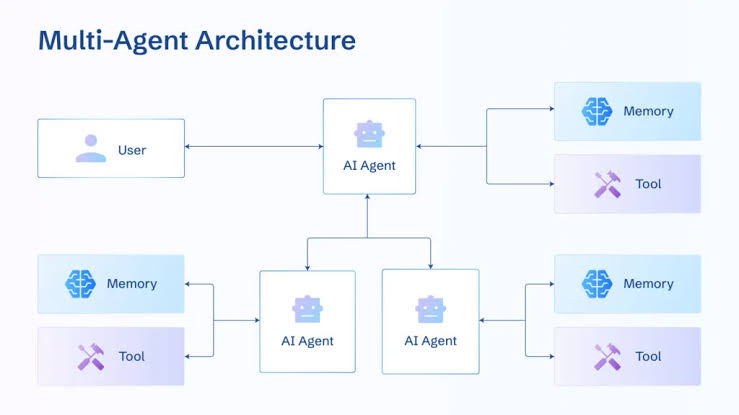 Multi-Agent Architecture
User
AI Agent
Memory
Tool
Memory
Tool
AI Agent
AI Agent
Memory
Tool